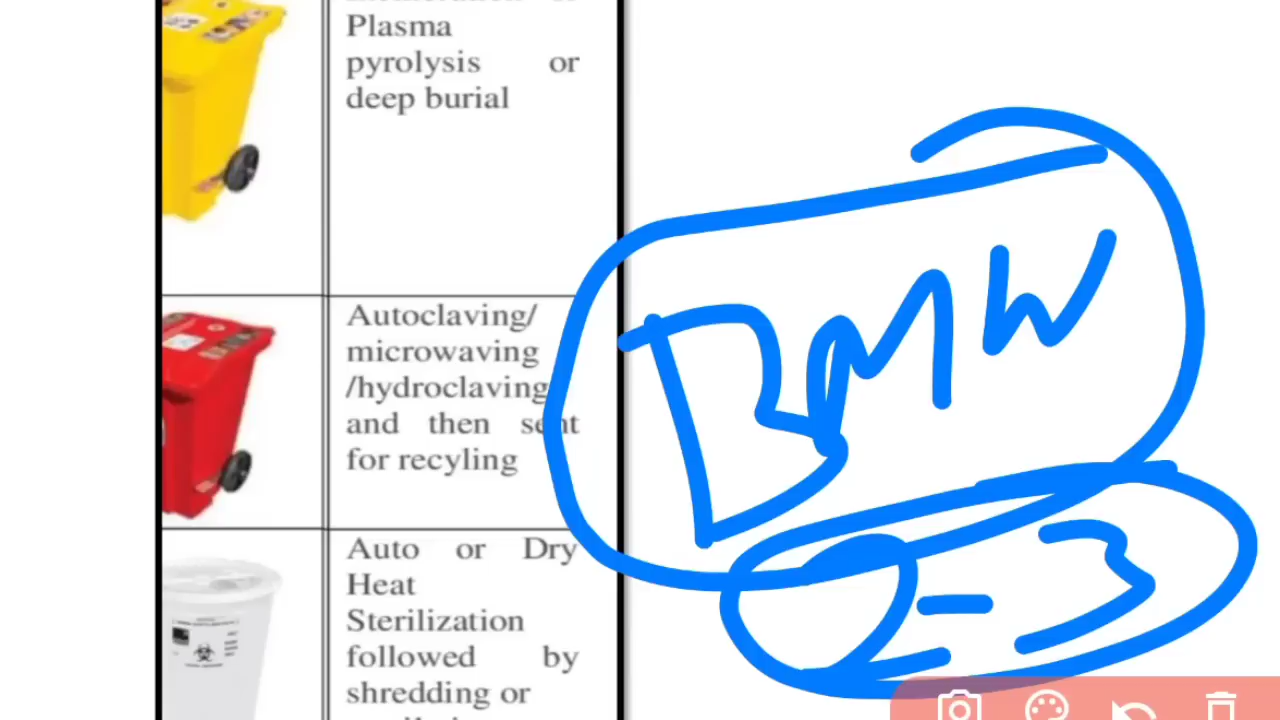 Plasma
pyrolysis or
deep burial
Autoclaving/
microwaving
/hydroclaving
and then sent
for recyling
BMW
2-3
Auto or Dry
Heat
Sterilization
followed by
shredding or